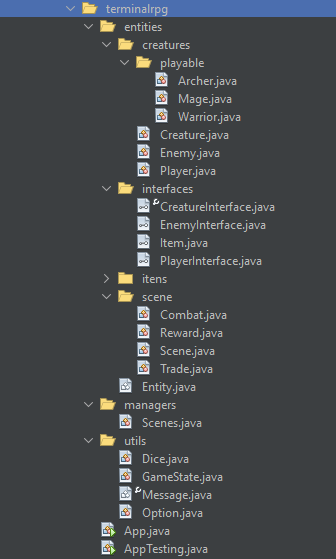 terminalrpg
entities
creatures
playable
Archer.java
Mage.java
Warrior.java
Creature.java
Enemy.java
Player.java
interfaces
CreatureInterface.java
EnemyInterface.java
Item.java
PlayerInterface.java
itens
scene
Combat.java
Reward.java
Scene.java
Trade.java
Entity.java
managers
Scenes.java
utils
Dice.java
GameState.java
Message.java
Option.java
App.java
AppTesting.java